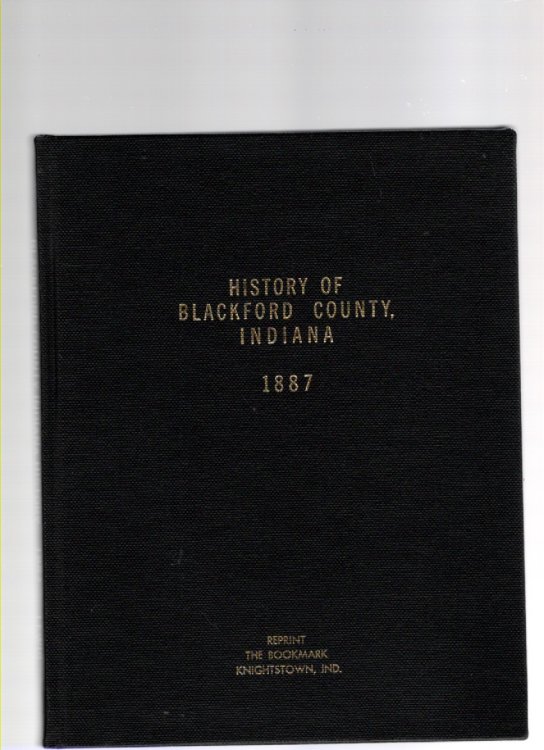 HISTORY OF
BLACKFORD COUNTY,
INDIANA
1887
REPRINT
THE BOOKMARK
KNIGHTSTOWN, IND.